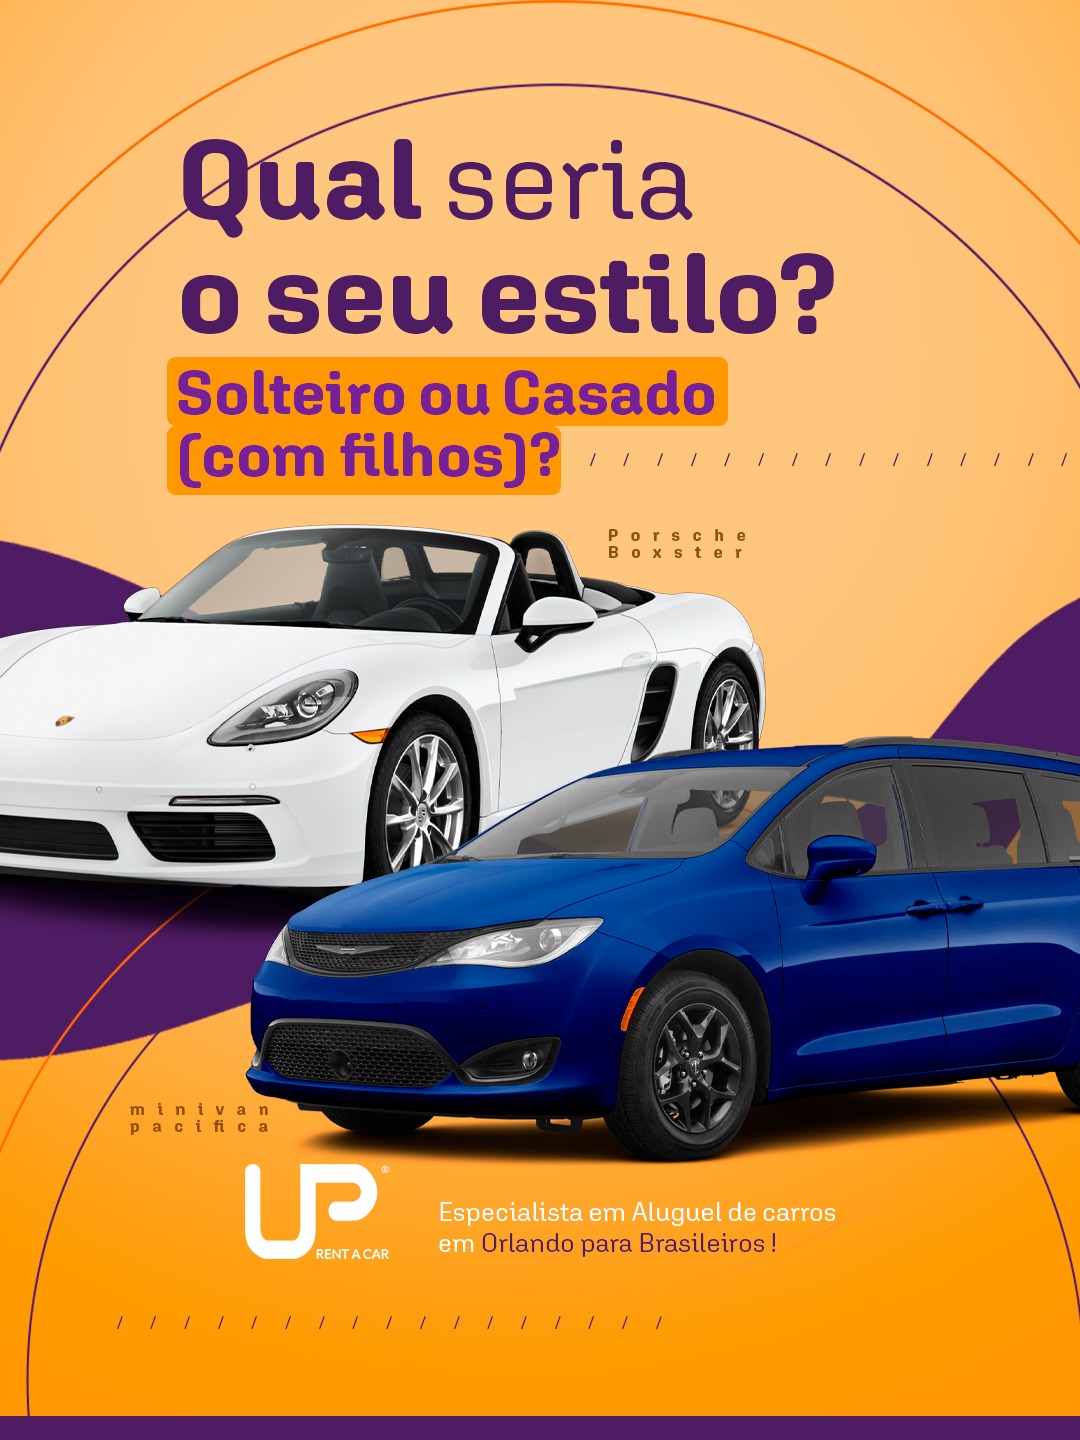 Qual seria
o seu estilo?
Solteiro ou Casado
(com filhos)?
Porsche
Boxster
minivan
pacifica
UP
RENT A CAR
Especialista em Aluguel de carros
em Orlando para Brasileiros !